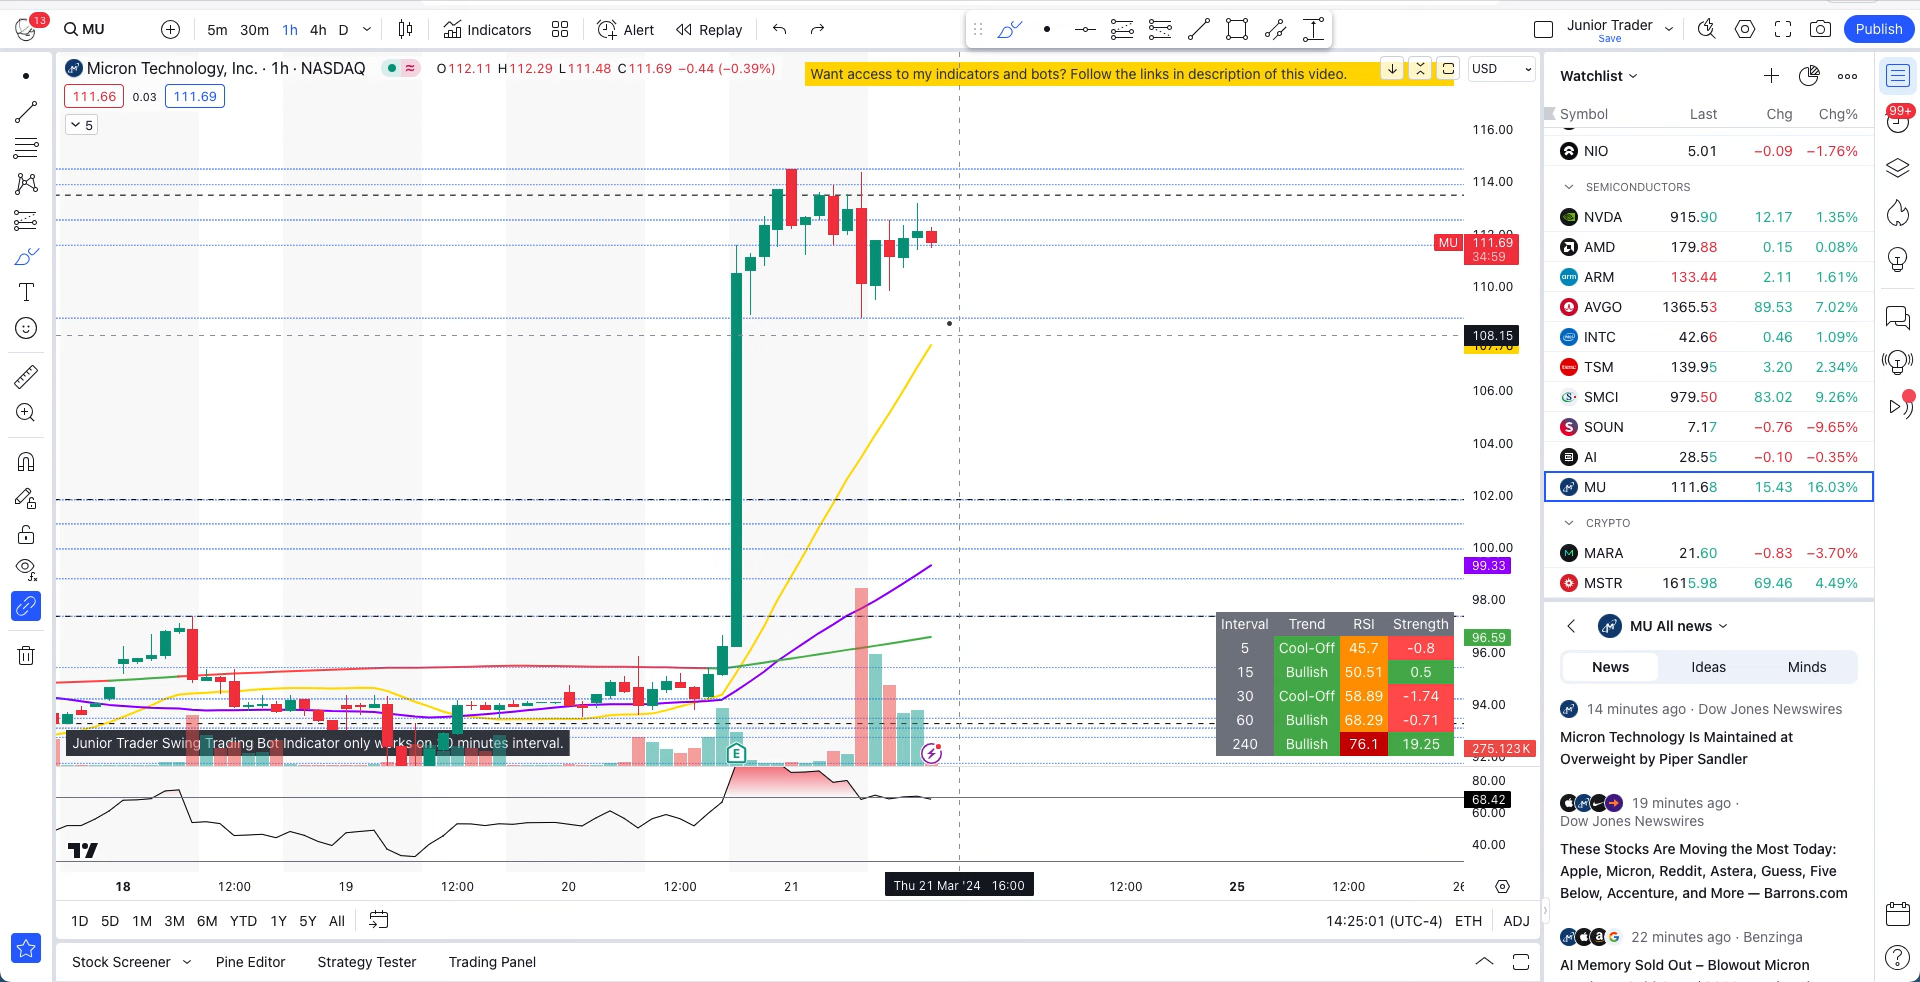 13
MU
5m 30m 1h 4h D
Indicators
Alert
Replay
Junior Trader
Save
Publish
Micron Technology, Inc. · 1h · NASDAQ
O112.11 H112.29 L111.48 C111.69 −0.44 (−0.39%)
Want access to my indicators and bots? Follow the links in description of this video.
USD
111.66 0.03 111.69
5
116.00
114.00
MU 111.69
34:59
110.00
108.15
106.00
104.00
102.00
100.00
99.33
98.00
96.59
96.00
94.00
275.123K
92.00
80.00
68.42
60.00
40.00
Interval Trend RSI Strength
5 Cool-Off 45.7 -0.8
15 Bullish 50.51 0.5
30 Cool-Off 58.89 -1.74
60 Bullish 68.29 -0.71
240 Bullish 76.1 19.25
Junior Trader Swing Trading Bot Indicator only works on 30 minutes interval.
E
18 12:00 19 12:00 20 12:00 21 Thu 21 Mar '24 16:00 12:00 25 12:00 26
1D 5D 1M 3M 6M YTD 1Y 5Y All
14:25:01 (UTC-4) ETH ADJ
Stock Screener Pine Editor Strategy Tester Trading Panel
Watchlist
Symbol Last Chg Chg%
NIO 5.01 −0.09 −1.76%
SEMICONDUCTORS
NVDA 915.90 12.17 1.35%
AMD 179.88 0.15 0.08%
ARM 133.44 2.11 1.61%
AVGO 1365.53 89.53 7.02%
INTC 42.66 0.46 1.09%
TSM 139.95 3.20 2.34%
SMCI 979.50 83.02 9.26%
SOUN 7.17 −0.76 −9.65%
AI 28.55 −0.10 −0.35%
MU 111.68 15.43 16.03%
CRYPTO
MARA 21.60 −0.83 −3.70%
MSTR 1615.98 69.46 4.49%
MU All news
News Ideas Minds
14 minutes ago · Dow Jones Newswires
Micron Technology Is Maintained at
Overweight by Piper Sandler
19 minutes ago ·
Dow Jones Newswires
These Stocks Are Moving the Most Today:
Apple, Micron, Reddit, Astera, Guess, Five
Below, Accenture, and More — Barrons.com
22 minutes ago · Benzinga
AI Memory Sold Out – Blowout Micron
99+